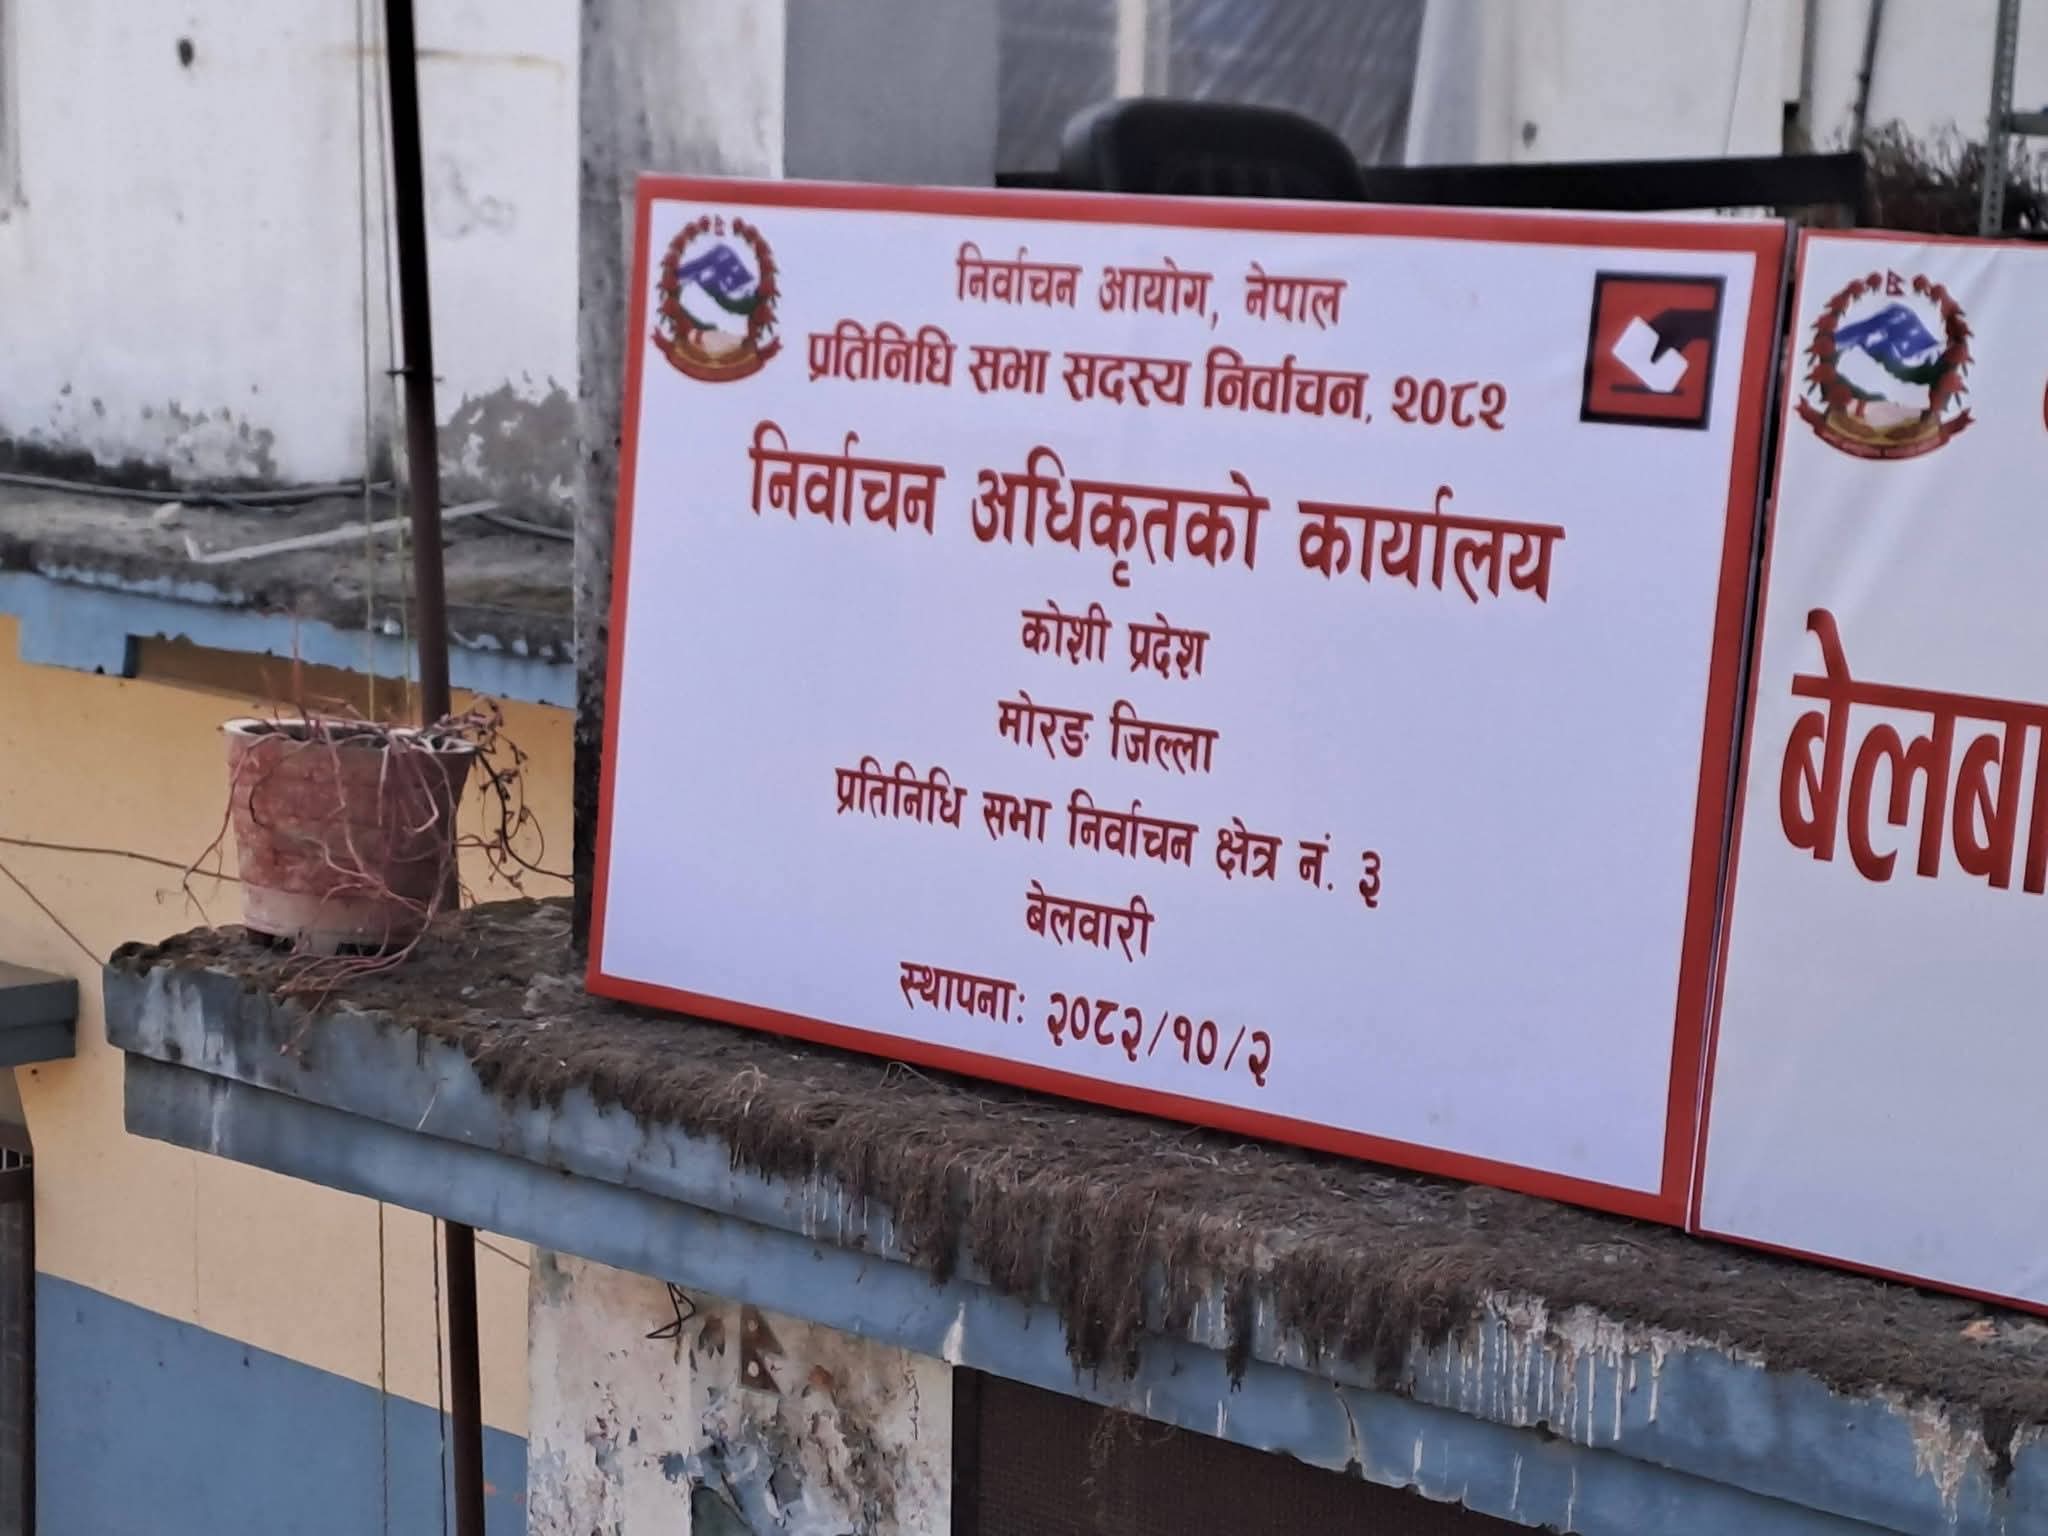 निर्वाचन आयोग, नेपाल
प्रतिनिधि सभा सदस्य निर्वाचन, २०८२
निर्वाचन अधिकृतको कार्यालय
कोशी प्रदेश
मोरङ जिल्ला
प्रतिनिधि सभा निर्वाचन क्षेत्र नं. ३
बेलवारी
स्थापनाः २०८२/१०/२
बेलबा